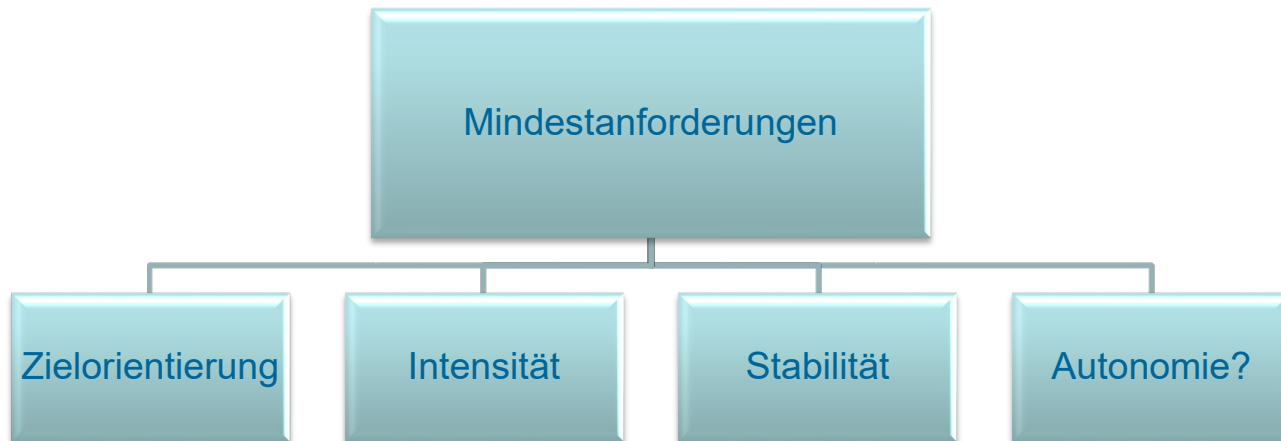 Mindestanforderungen
Zielorientierung
Intensität
Stabilität
Autonomie?